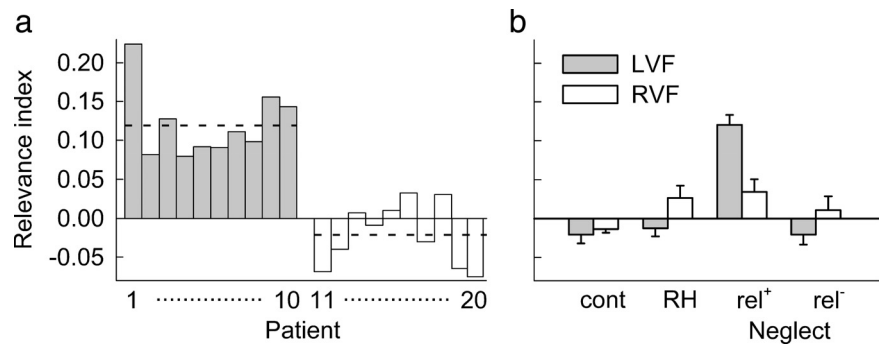 a
Relevance index
0.20
0.15
0.10
0.05
0.00
-0.05
1 ............... 10 11 ............... 20
Patient
b
LVF
RVF
cont RH rel⁺ rel⁻
Neglect